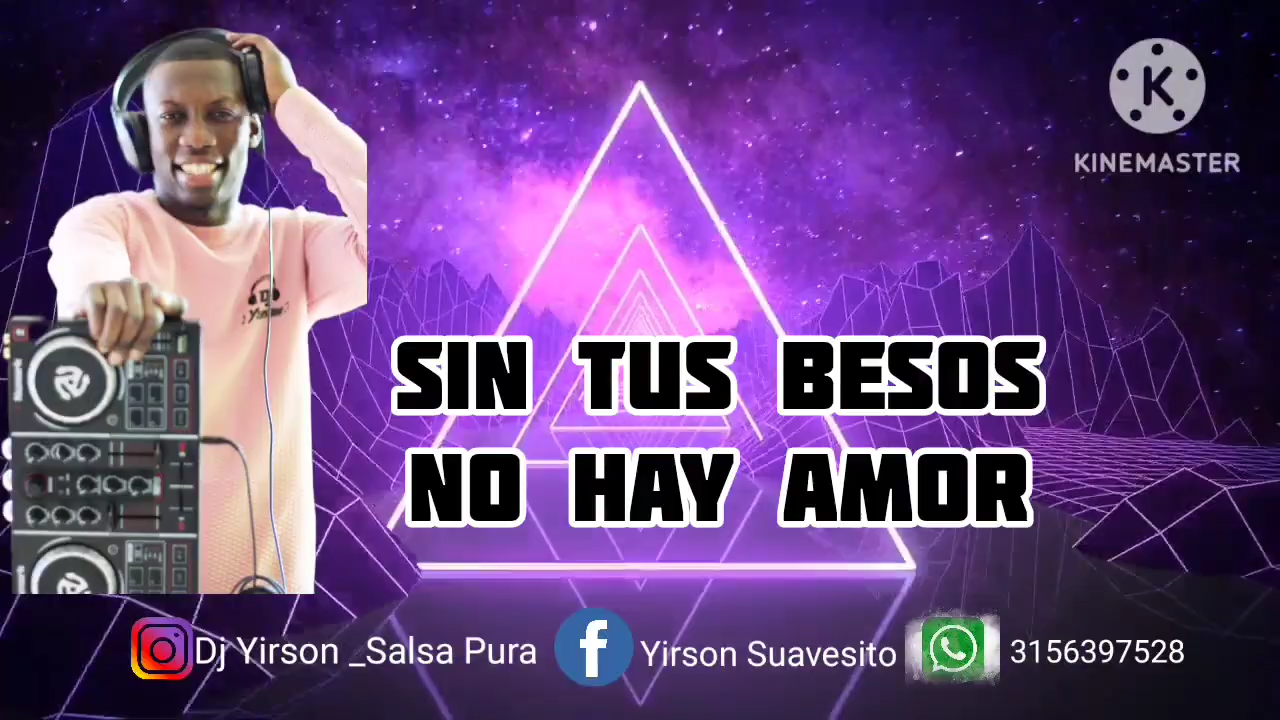 KINEMASTER
SIN TUS BESOS
NO HAY AMOR
Dj Yirson _Salsa Pura
Yirson Suavesito
3156397528